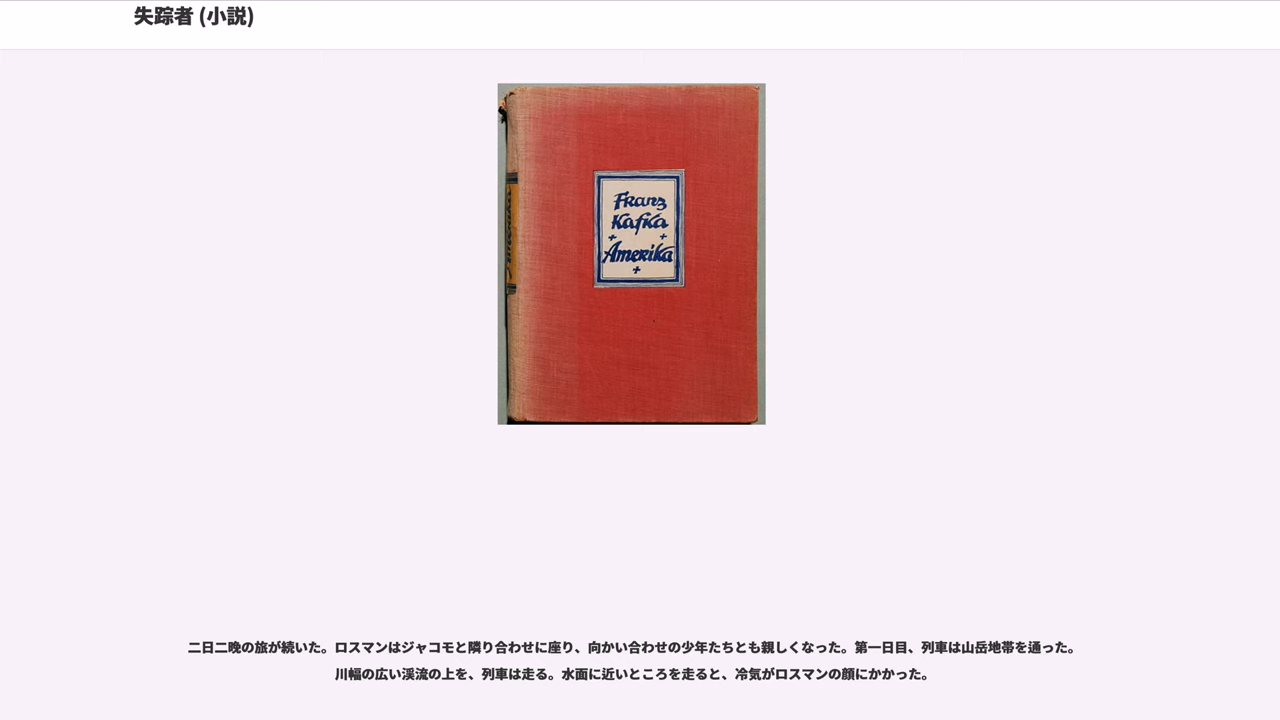 失踪者 (小説)
Franz
Kafka
Amerika
二日二晩の旅が続いた。ロスマンはジャコモと隣り合わせに座り、向かい合わせの少年たちとも親しくなった。第一日目、列車は山岳地帯を通った。
川幅の広い渓流の上を、列車は走る。水面に近いところを走ると、冷気がロスマンの顔にかかった。